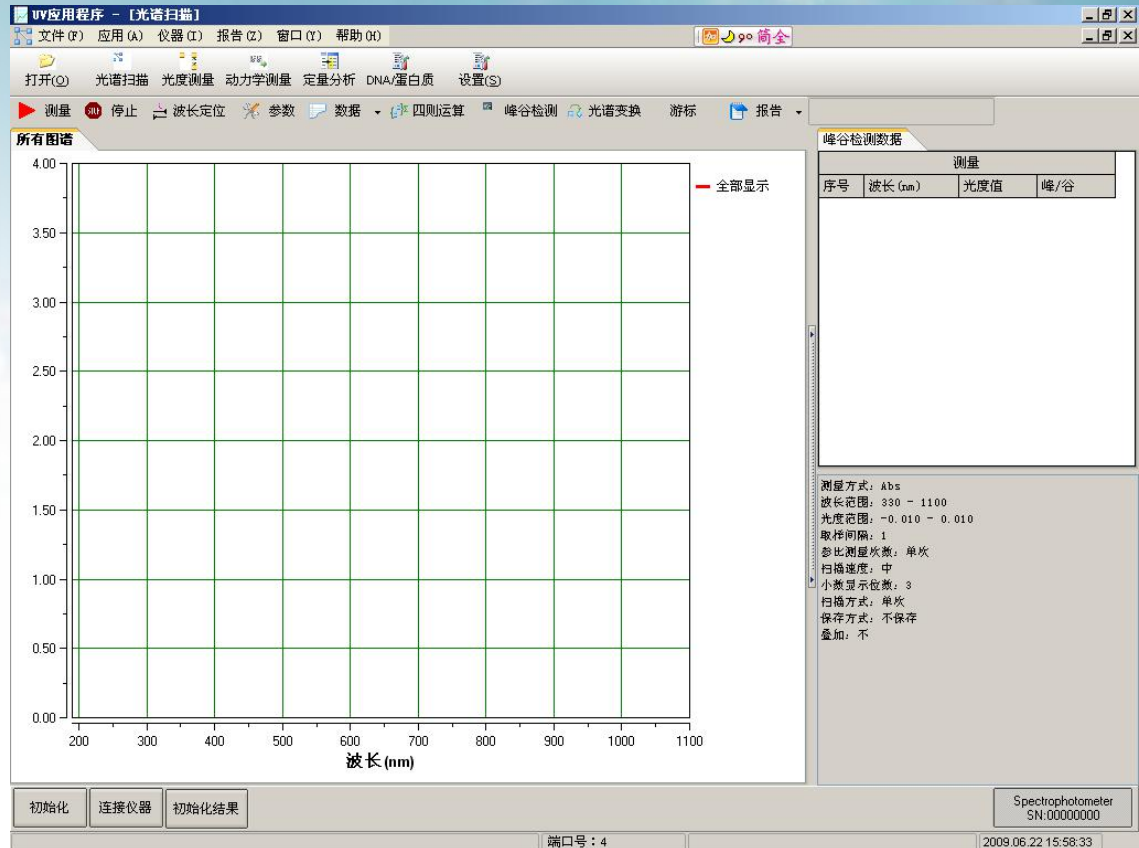 UV应用程序 - [光谱扫描]
文件(F) 应用(A) 仪器(I) 报告(Z) 窗口(Y) 帮助(H)
简全
打开(O) 光谱扫描 光度测量 动力学测量 定量分析 DNA/蛋白质 设置(S)
测量 停止 波长定位 参数 数据 四则运算 峰谷检测 光谱变换 游标 报告
所有图谱
4.00
3.50
3.00
2.50
2.00
1.50
1.00
0.50
0.00
200 300 400 500 600 700 800 900 1000 1100
波长(nm)
全部显示
峰谷检测数据
测量
序号 波长(nm) 光度值 峰/谷
测量方式: Abs
波长范围: 330 - 1100
光度范围: -0.010 - 0.010
取样间隔: 1
参比测量次数: 单次
扫描速度: 中
小数显示位数: 3
扫描方式: 单次
保存方式: 不保存
叠加: 不
初始化 连接仪器 初始化结果
Spectrophotometer
SN:00000000
端口号：4
2009.06.22 15:58:33